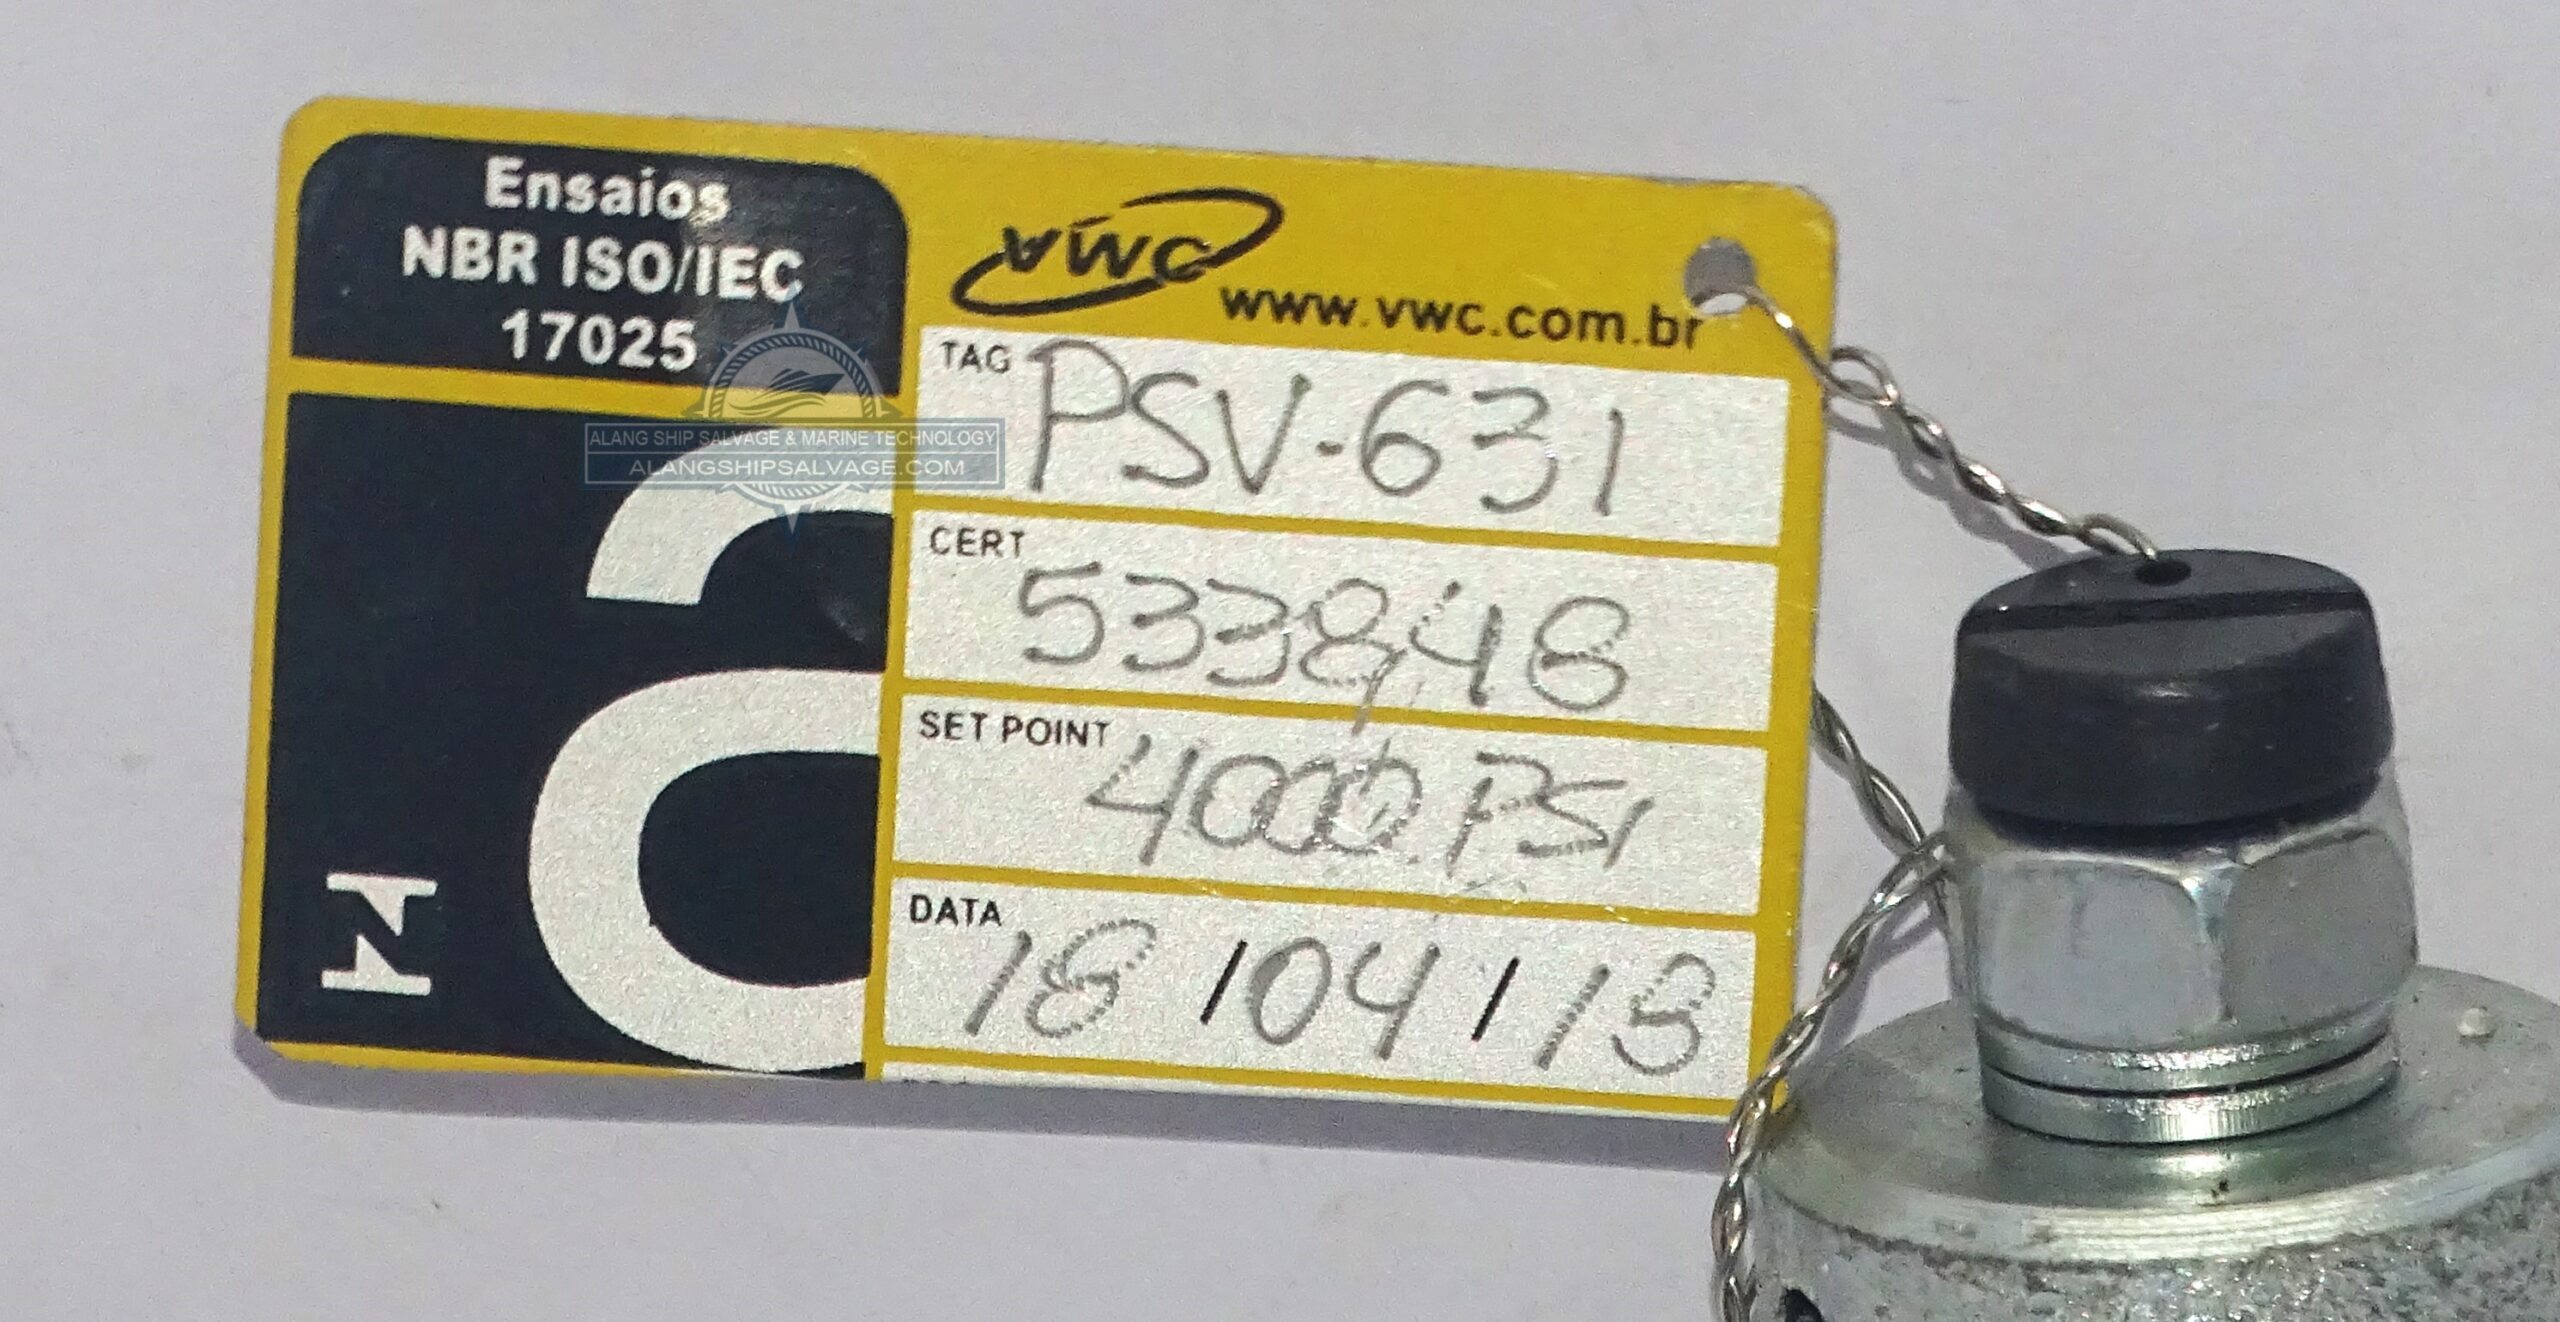 Ensaios
NBR ISO/IEC
17025
vwc
www.vwc.com.br
TAG PSV-631
CERT 533848
SET POINT 4000 PSI
DATA 18/04/13
ALANG SHIP SALVAGE & MARINE TECHNOLOGY
ALANGSHIPSALVAGE.COM